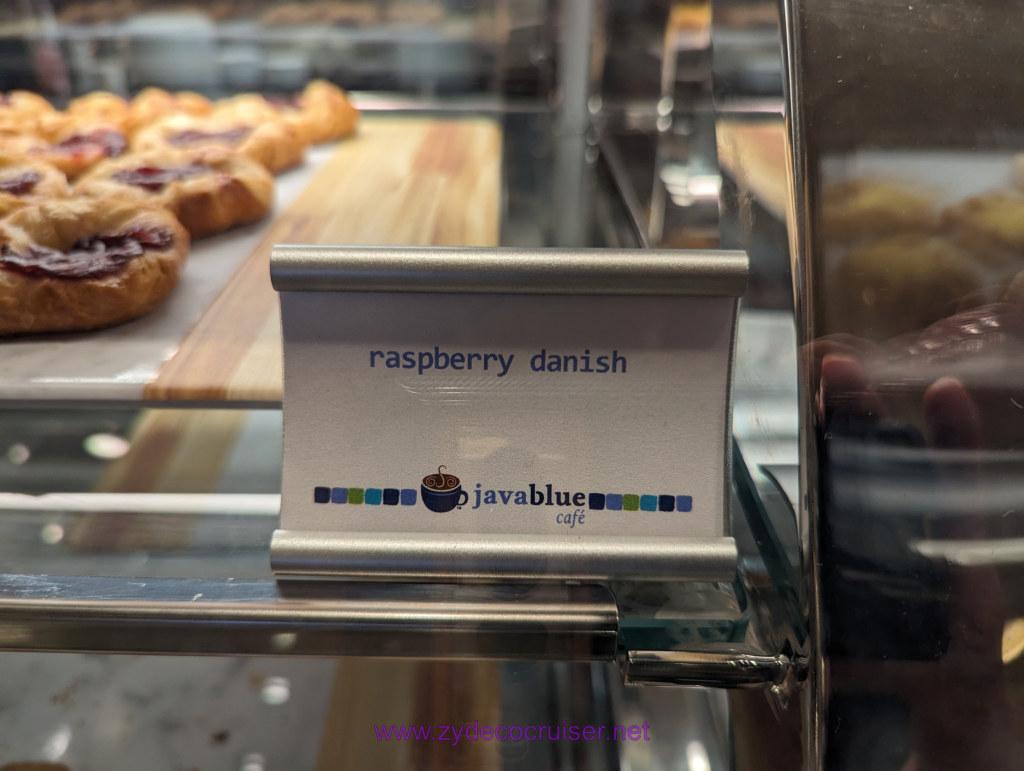 raspberry danish
javablue
café
www.zydecocruiser.net